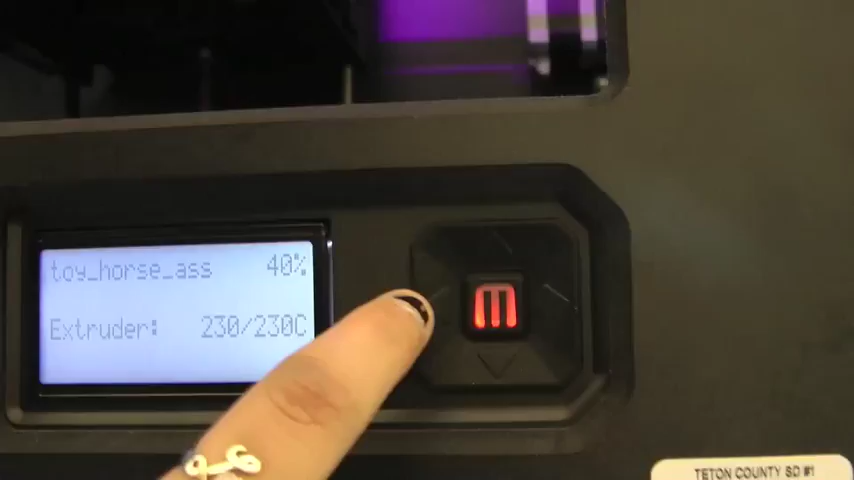 toy_horse_ass 40%
Extruder: 230/230C
m
TETON COUNTY SD #1